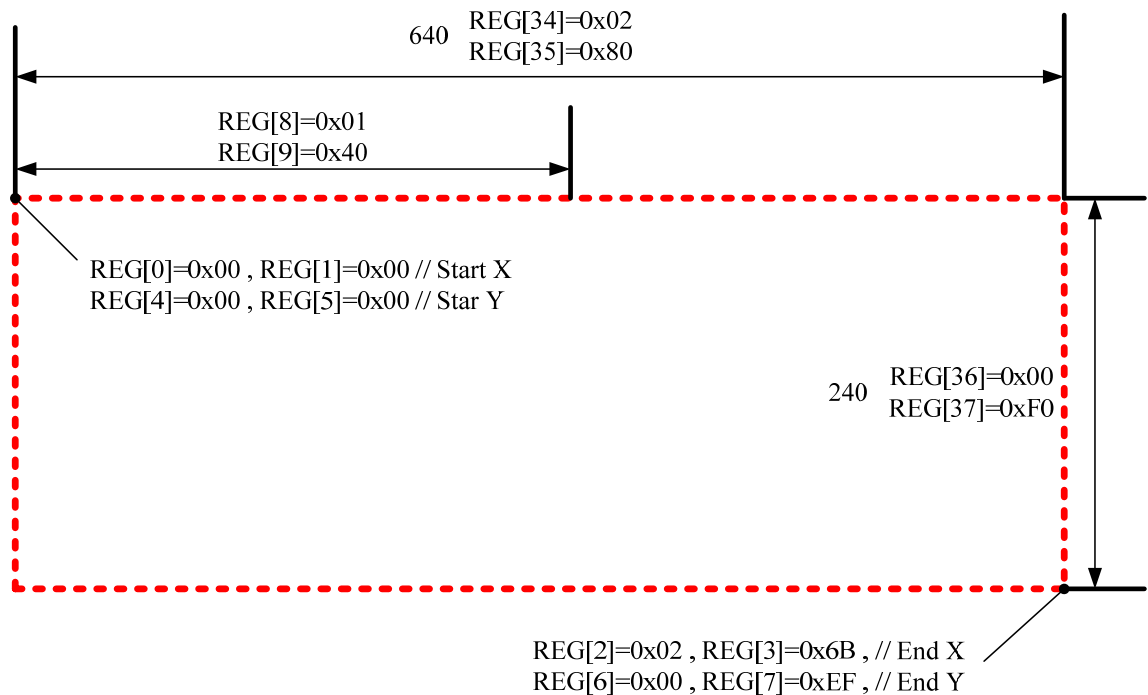 640
REG[34]=0x02
REG[35]=0x80
REG[8]=0x01
REG[9]=0x40
REG[0]=0x00 , REG[1]=0x00 // Start X
REG[4]=0x00 , REG[5]=0x00 // Star Y
240
REG[36]=0x00
REG[37]=0xF0
REG[2]=0x02 , REG[3]=0x6B , // End X
REG[6]=0x00 , REG[7]=0xEF , // End Y